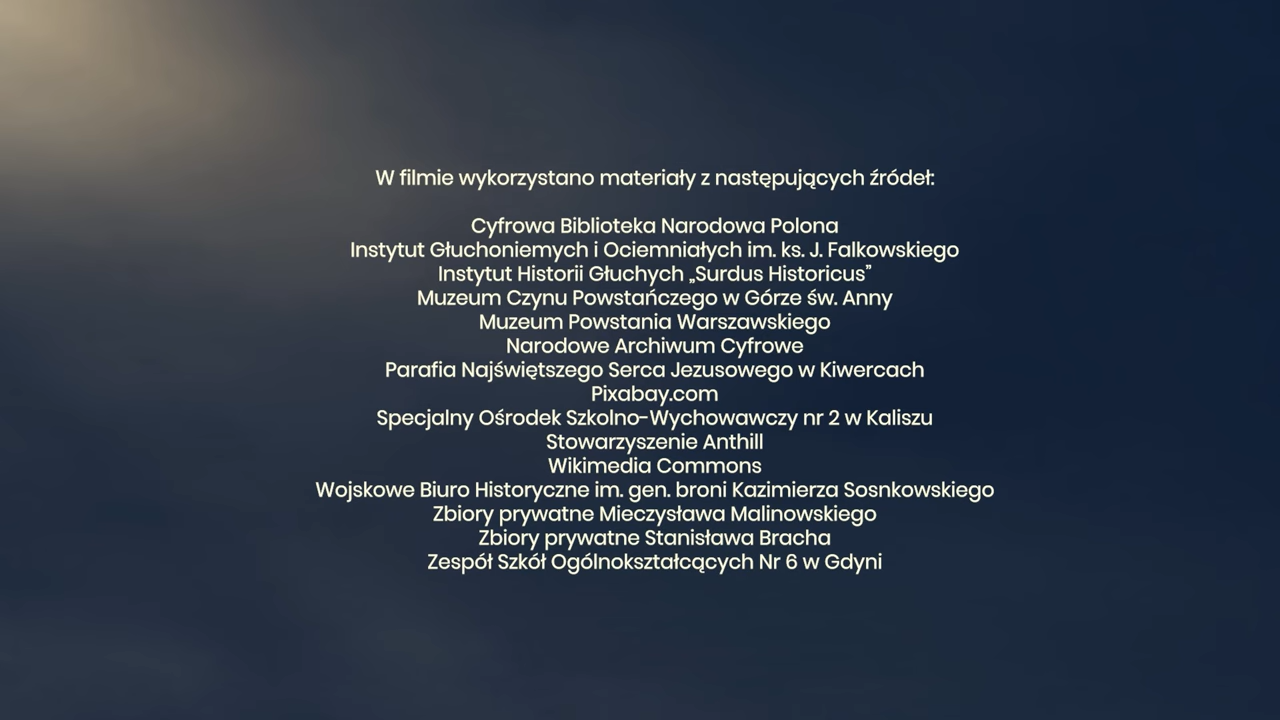 W filmie wykorzystano materiały z następujących źródeł:
Cyfrowa Biblioteka Narodowa Polona
Instytut Głuchoniemych i Ociemniałych im. ks. J. Falkowskiego
Instytut Historii Głuchych „Surdus Historicus”
Muzeum Czynu Powstańczego w Górze św. Anny
Muzeum Powstania Warszawskiego
Narodowe Archiwum Cyfrowe
Parafia Najświętszego Serca Jezusowego w Kiwercach
Pixabay.com
Specjalny Ośrodek Szkolno-Wychowawczy nr 2 w Kaliszu
Stowarzyszenie Anthill
Wikimedia Commons
Wojskowe Biuro Historyczne im. gen. broni Kazimierza Sosnkowskiego
Zbiory prywatne Mieczysława Malinowskiego
Zbiory prywatne Stanisława Bracha
Zespół Szkół Ogólnokształcących Nr 6 w Gdyni